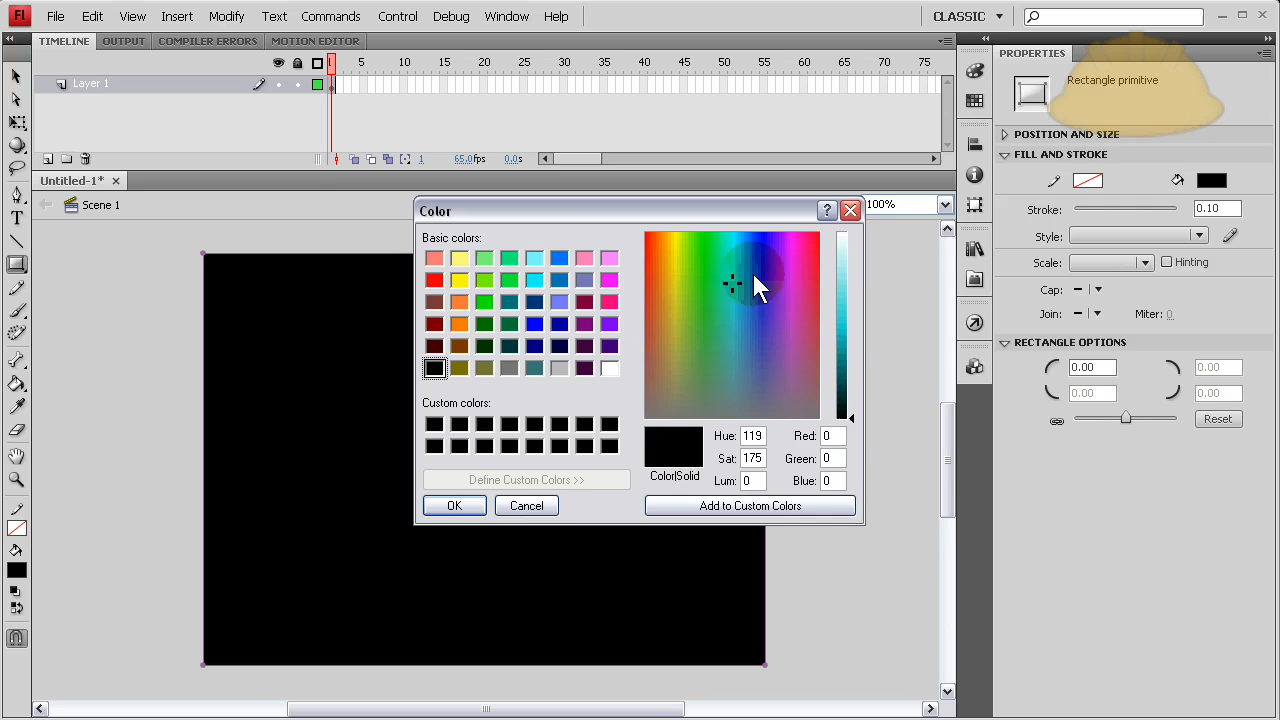 Fl File Edit View Insert Modify Text Commands Control Debug Window Help CLASSIC
TIMELINE OUTPUT COMPILER ERRORS MOTION EDITOR
PROPERTIES
1 5 10 15 20 25 30 35 40 45 50 55 60 65 70 75
Layer 1
Rectangle primitive
POSITION AND SIZE
FILL AND STROKE
1 65.0fps 0.0s
Untitled-1*
Scene 1
100%
Stroke: 0.10
Style:
Scale: Hinting
Cap:
Join: Miter: 0
RECTANGLE OPTIONS
0.00 0.00
0.00 0.00
Reset
Color
Basic colors:
Custom colors:
Define Custom Colors >>
OK Cancel
Color|Solid
Hue: 119 Red: 0
Sat: 175 Green: 0
Lum: 0 Blue: 0
Add to Custom Colors